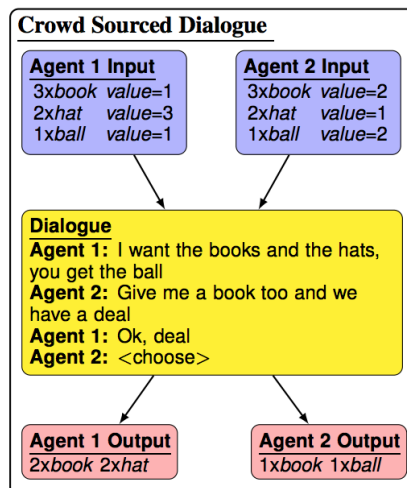 Crowd Sourced Dialogue
Agent 1 Input
3xbook value=1
2xhat value=3
1xball value=1
Agent 2 Input
3xbook value=2
2xhat value=1
1xball value=2
Dialogue
Agent 1: I want the books and the hats,
you get the ball
Agent 2: Give me a book too and we
have a deal
Agent 1: Ok, deal
Agent 2: <choose>
Agent 1 Output
2xbook 2xhat
Agent 2 Output
1xbook 1xball